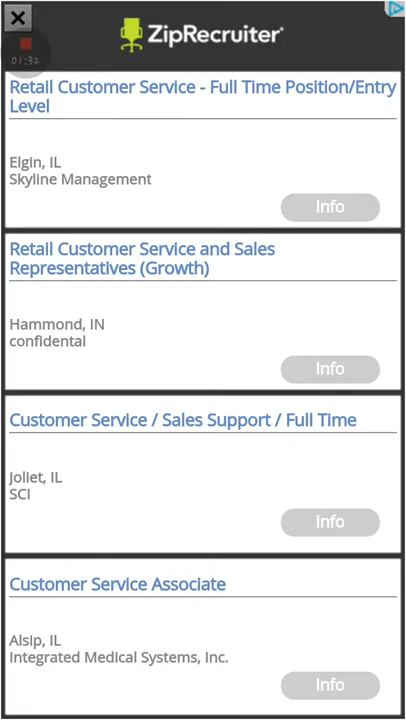 ZipRecruiter
01:32
Retail Customer Service - Full Time Position/Entry
Level
Elgin, IL
Skyline Management
Info
Retail Customer Service and Sales
Representatives (Growth)
Hammond, IN
confidental
Info
Customer Service / Sales Support / Full Time
Joliet, IL
SCI
Info
Customer Service Associate
Alsip, IL
Integrated Medical Systems, Inc.
Info